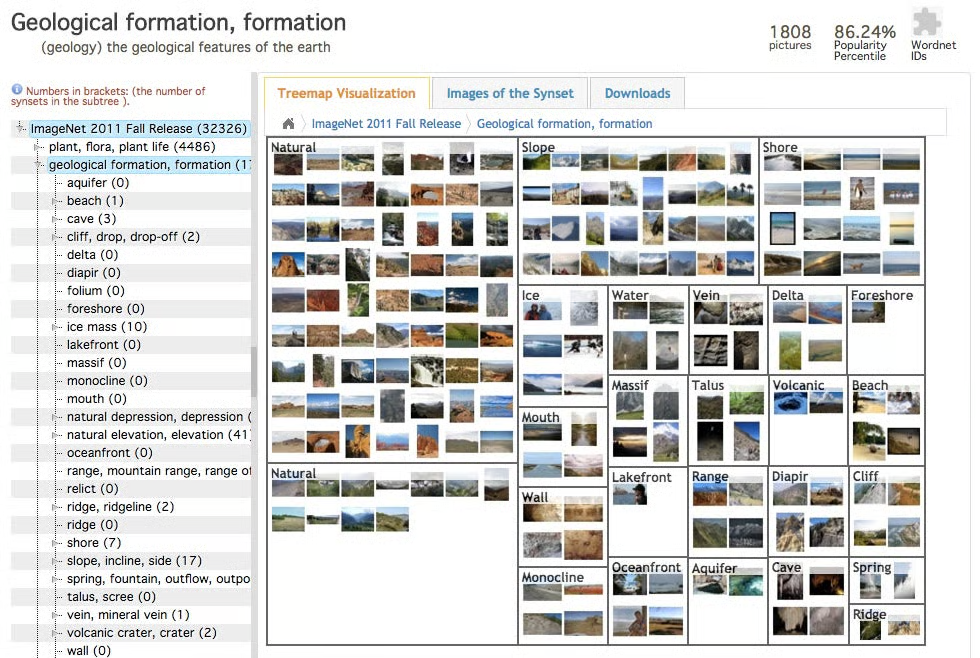 Geological formation, formation
(geology) the geological features of the earth
1808
pictures
86.24%
Popularity
Percentile
Wordnet
IDs
Numbers in brackets: (the number of
synsets in the subtree ).
ImageNet 2011 Fall Release (32326)
plant, flora, plant life (4486)
geological formation, formation (17
aquifer (0)
beach (1)
cave (3)
cliff, drop, drop-off (2)
delta (0)
diapir (0)
folium (0)
foreshore (0)
ice mass (10)
lakefront (0)
massif (0)
monocline (0)
mouth (0)
natural depression, depression (
natural elevation, elevation (41)
oceanfront (0)
range, mountain range, range of
relict (0)
ridge, ridgeline (2)
ridge (0)
shore (7)
slope, incline, side (17)
spring, fountain, outflow, outpo
talus, scree (0)
vein, mineral vein (1)
volcanic crater, crater (2)
wall (0)
Treemap Visualization
Images of the Synset
Downloads
ImageNet 2011 Fall Release
Geological formation, formation
Natural
Slope
Shore
Ice
Water
Vein
Delta
Foreshore
Massif
Talus
Volcanic
Beach
Mouth
Natural
Lakefront
Range
Diapir
Cliff
Wall
Monocline
Oceanfront
Aquifer
Cave
Spring
Ridge